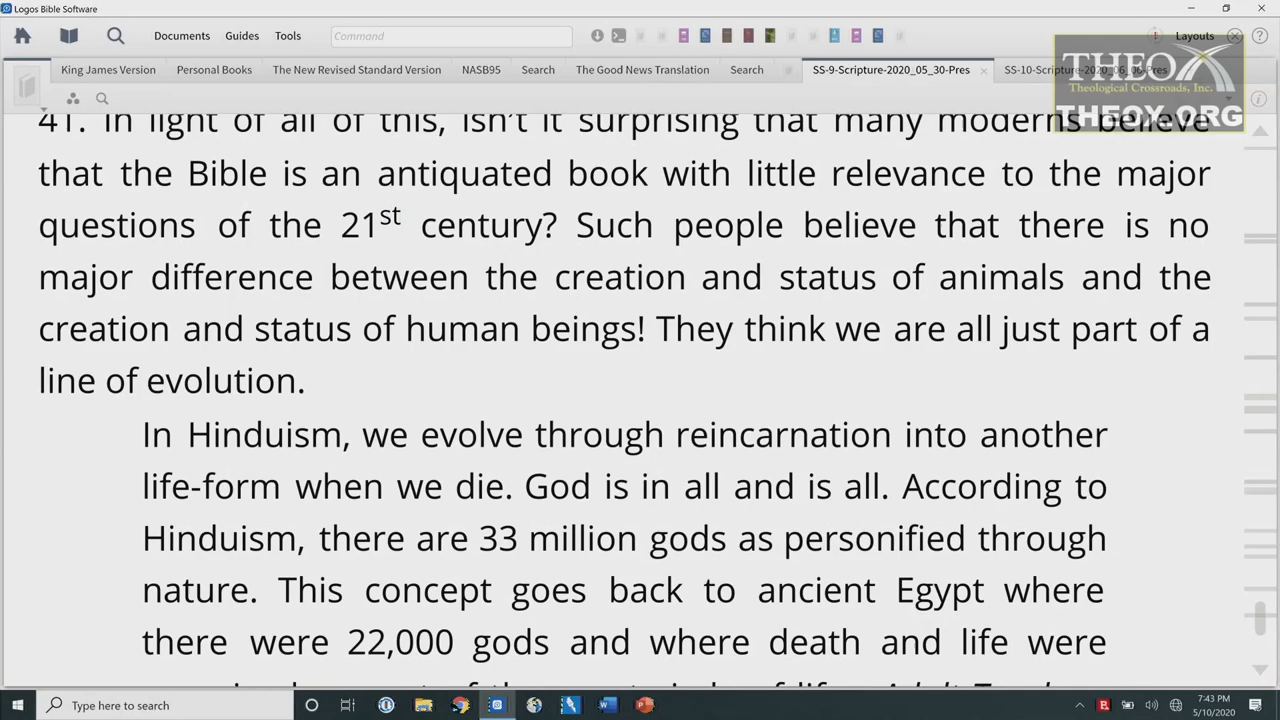 Logos Bible Software
Documents Guides Tools Command Layouts
King James Version Personal Books The New Revised Standard V NASB95 Search The Good News Translation Search SS-9-Scripture-2020_05_30-Pres SS-10-Scripture-2020_06_06-Pres
THEOX
Theological Crossroads, Inc.
THEOX.ORG
41. In light of all of this, isn't it surprising that many moderns believe
that the Bible is an antiquated book with little relevance to the major
questions of the 21st century? Such people believe that there is no
major difference between the creation and status of animals and the
creation and status of human beings! They think we are all just part of a
line of evolution.
In Hinduism, we evolve through reincarnation into another
life-form when we die. God is in all and is all. According to
Hinduism, there are 33 million gods as personified through
nature. This concept goes back to ancient Egypt where
there were 22,000 gods and where death and life were
Type here to search
7:43 PM
5/10/2020